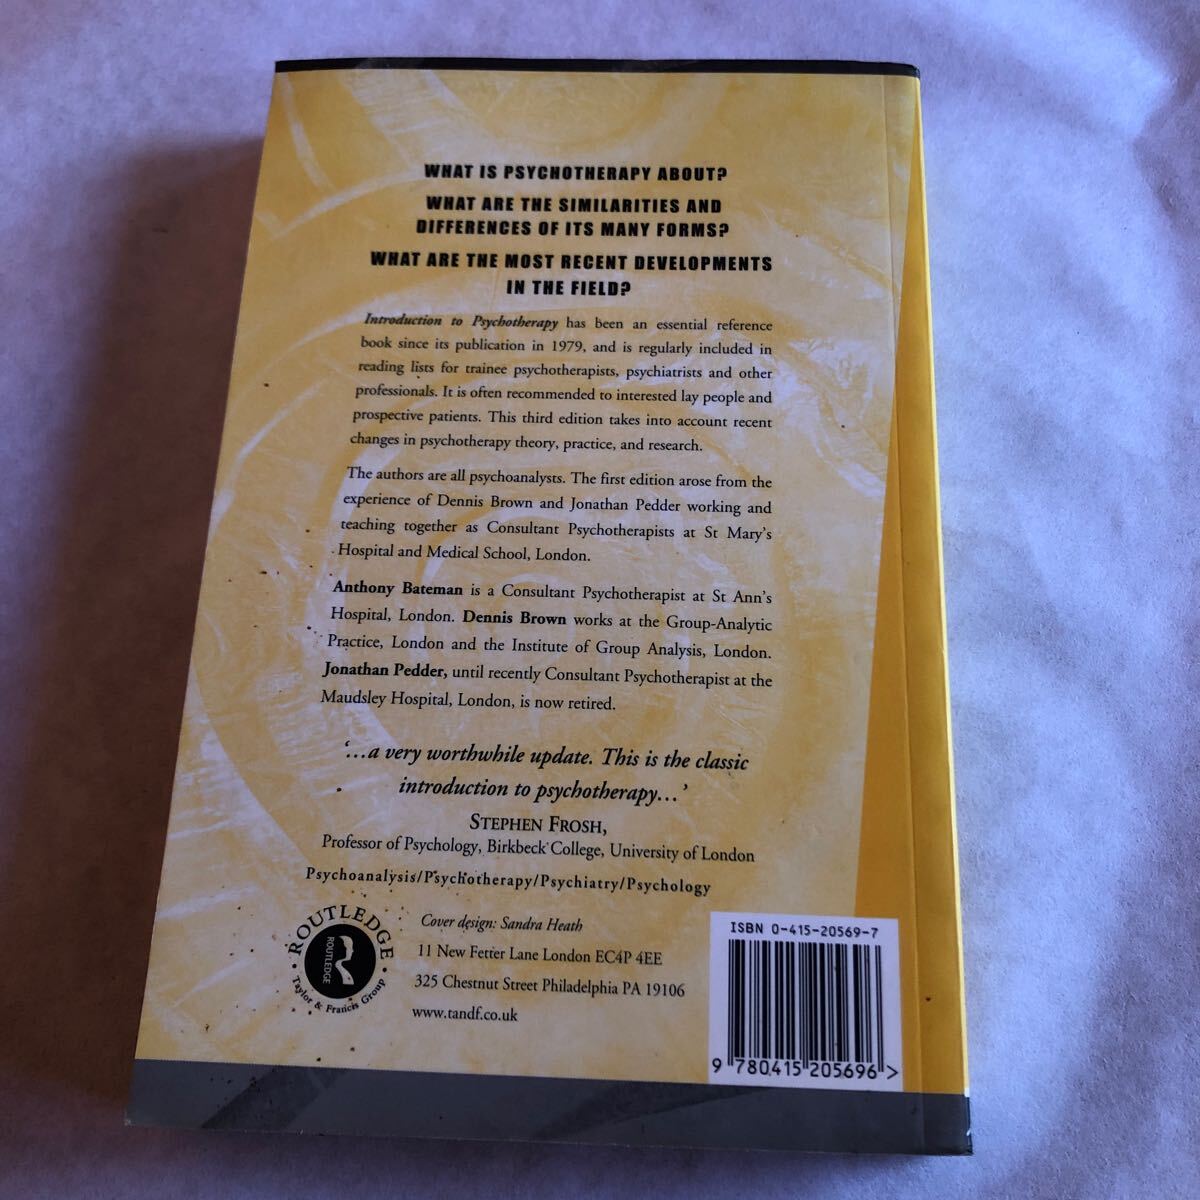 WHAT IS PSYCHOTHERAPY ABOUT?
WHAT ARE THE SIMILARITIES AND
DIFFERENCES OF ITS MANY FORMS?
WHAT ARE THE MOST RECENT DEVELOPMENTS
IN THE FIELD?
Introduction to Psychotherapy has been an essential reference
book since its publication in 1979, and is regularly included in
reading lists for trainee psychotherapists, psychiatrists and other
professionals. It is often recommended to interested lay people and
prospective patients. This third edition takes into account recent
changes in psychotherapy theory, practice, and research.
The authors are all psychoanalysts. The first edition arose from the
experience of Dennis Brown and Jonathan Pedder working and
teaching together as Consultant Psychotherapists at St Mary's
Hospital and Medical School, London.
Anthony Bateman is a Consultant Psychotherapist at St Ann's
Hospital, London. Dennis Brown works at the Group-Analytic
Practice, London and the Institute of Group Analysis, London.
Jonathan Pedder, until recently Consultant Psychotherapist at the
Maudsley Hospital, London, is now retired.
‘…a very worthwhile update. This is the classic
introduction to psychotherapy…’
STEPHEN FROSH,
Professor of Psychology, Birkbeck College, University of London
Psychoanalysis/Psychotherapy/Psychiatry/Psychology
ROUTLEDGE
ROUTLEDGE
Taylor & Francis Group
Cover design: Sandra Heath
11 New Fetter Lane London EC4P 4EE
325 Chestnut Street Philadelphia PA 19106
www.tandf.co.uk
ISBN 0-415-20569-7
9 780415 205696 >